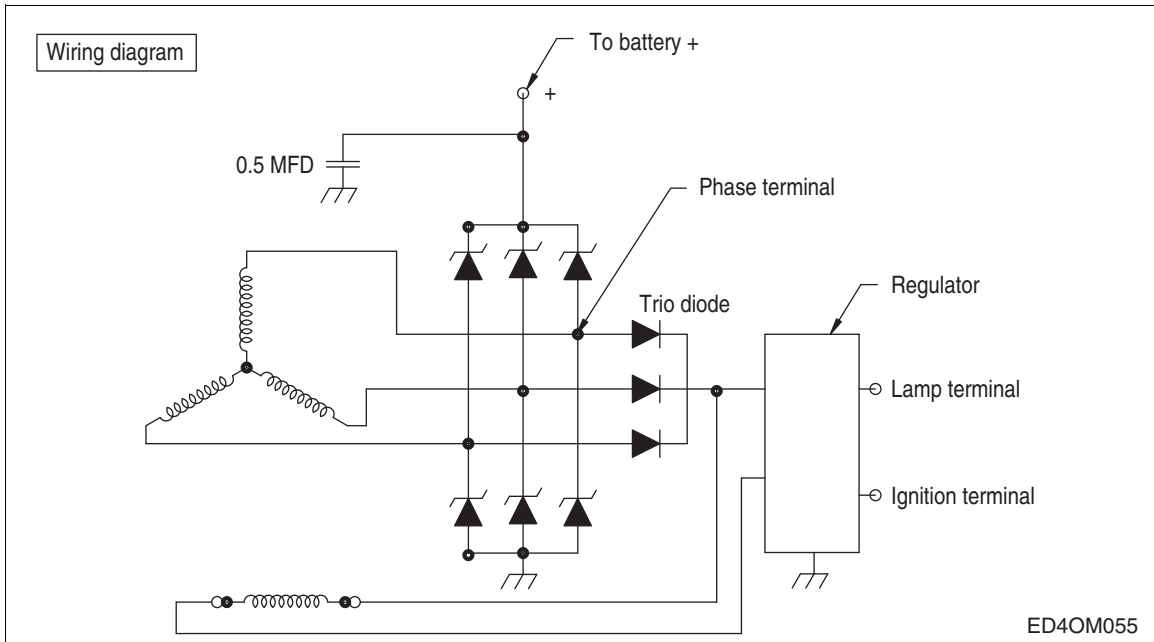 Wiring diagram
To battery +
+
0.5 MFD
Phase terminal
Trio diode
Regulator
Lamp terminal
Ignition terminal
ED4OM055